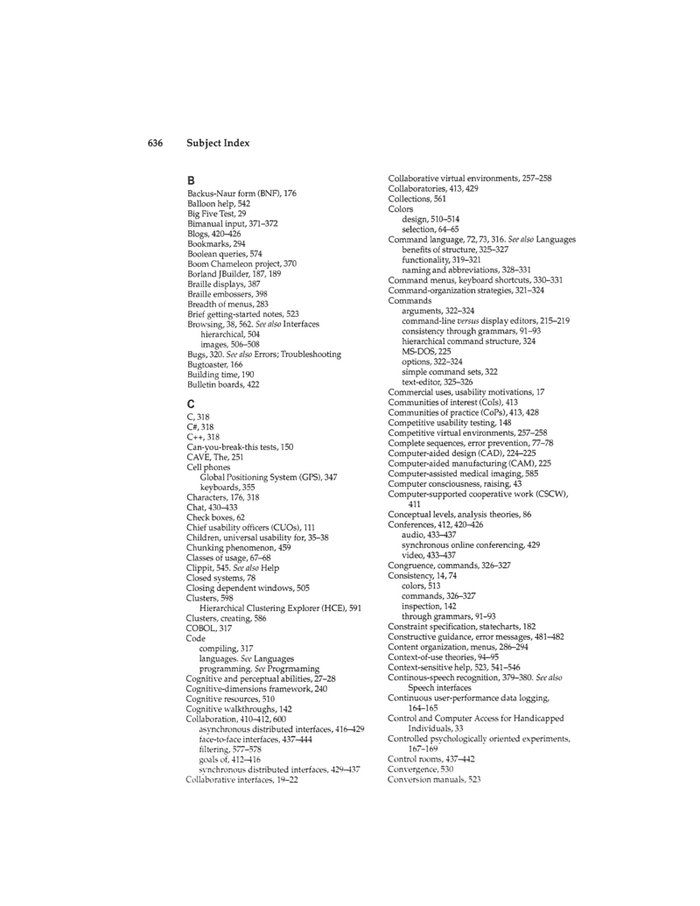 636 Subject Index
B
Backus-Naur form (BNF), 176
Balloon help, 542
Big Five Test, 29
Bimanual input, 371–372
Blogs, 420–426
Bookmarks, 294
Boolean queries, 574
Boom Chameleon project, 370
Borland JBuilder, 187, 189
Braille displays, 387
Braille embossers, 398
Breadth of menus, 283
Brief getting-started notes, 523
Browsing, 38, 562. See also Interfaces
hierarchical, 504
images, 506–508
Bugs, 320. See also Errors; Troubleshooting
Bugtoaster, 166
Building time, 190
Bulletin boards, 422
C
C, 318
C#, 318
C++, 318
Can-you-break-this tests, 150
CAVE, The, 251
Cell phones
Global Positioning System (GPS), 347
keyboards, 355
Characters, 176, 318
Chat, 430–433
Check boxes, 62
Chief usability officers (CUOs), 111
Children, universal usability for, 35–38
Chunking phenomenon, 459
Classes of usage, 67–68
Clippit, 545. See also Help
Closed systems, 78
Closing dependent windows, 505
Clusters, 598
Hierarchical Clustering Explorer (HCE), 591
Clusters, creating, 586
COBOL, 317
Code
compiling, 317
languages. See Languages
programming. See Progrmaming
Cognitive and perceptual abilities, 27–28
Cognitive-dimensions framework, 240
Cognitive resources, 510
Cognitive walkthroughs, 142
Collaboration, 410–412, 600
asynchronous distributed interfaces, 416–429
face-to-face interfaces, 437–444
filtering, 577–578
goals of, 412–416
synchronous distributed interfaces, 429–437
Collaborative interfaces, 19–22
Collaborative virtual environments, 257–258
Collaboratories, 413, 429
Collections, 561
Colors
design, 510–514
selection, 64–65
Command language, 72, 73, 316. See also Languages
benefits of structure, 325–327
functionality, 319–321
naming and abbreviations, 328–331
Command menus, keyboard shortcuts, 330–331
Command-organization strategies, 321–324
Commands
arguments, 322–324
command-line versus display editors, 215–219
consistency through grammars, 91–93
hierarchical command structure, 324
MS-DOS, 225
options, 322–324
simple command sets, 322
text-editor, 325–326
Commercial uses, usability motivations, 17
Communities of interest (CoIs), 413
Communities of practice (CoPs), 413, 428
Competitive usability testing, 148
Competitive virtual environments, 257–258
Complete sequences, error prevention, 77–78
Computer-aided design (CAD), 224–225
Computer-aided manufacturing (CAM), 225
Computer-assisted medical imaging, 585
Computer consciousness, raising, 43
Computer-supported cooperative work (CSCW),
411
Conceptual levels, analysis theories, 86
Conferences, 412, 420–426
audio, 433–437
synchronous online conferencing, 429
video, 433–437
Congruence, commands, 326–327
Consistency, 14, 74
colors, 513
commands, 326–327
inspection, 142
through grammars, 91–93
Constraint specification, statecharts, 182
Constructive guidance, error messages, 481–482
Content organization, menus, 286–294
Context-of-use theories, 94–95
Context-sensitive help, 523, 541–546
Continous-speech recognition, 379–380. See also
Speech interfaces
Continuous user-performance data logging,
164–165
Control and Computer Access for Handicapped
Individuals, 33
Controlled psychologically oriented experiments,
167–169
Control rooms, 437–442
Convergence, 530
Conversion manuals, 523